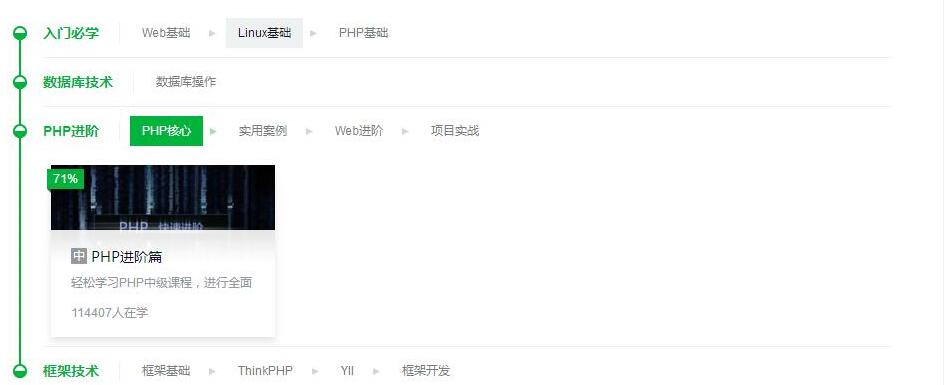 入门必学 Web基础 Linux基础 PHP基础
数据库技术 数据库操作
PHP进阶 PHP核心 实用案例 Web进阶 项目实战
71%
PHP 快速进阶
中 PHP进阶篇
轻松学习PHP中级课程，进行全面
114407人在学
框架技术 框架基础 ThinkPHP YII 框架开发